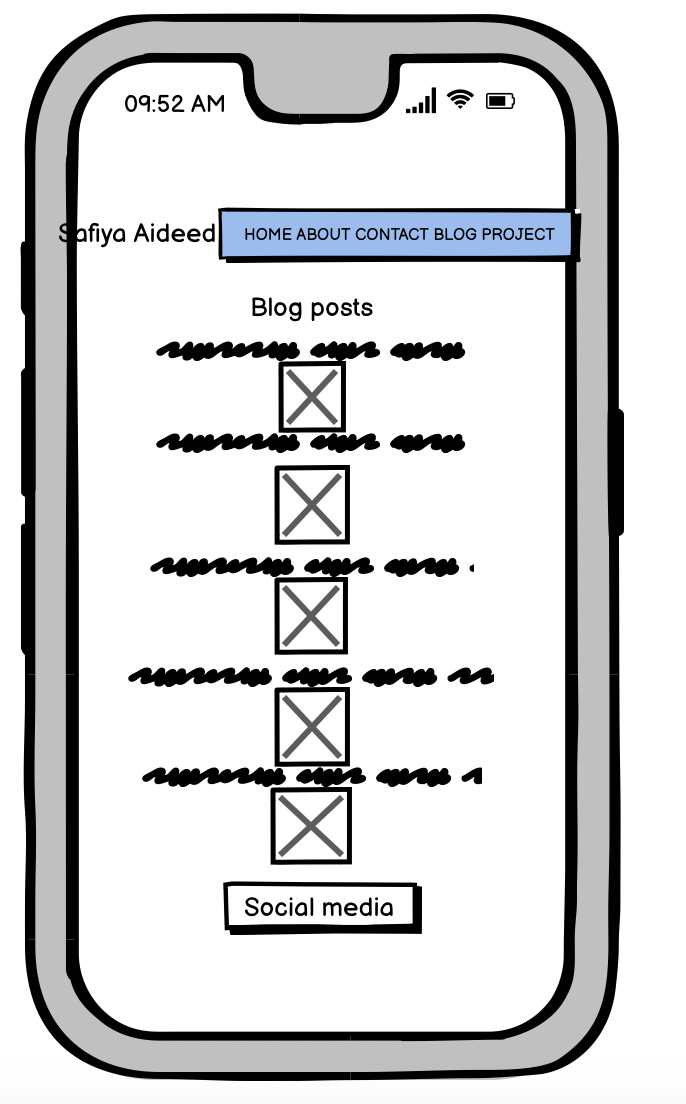 09:52 AM
Safiya Aideed HOME ABOUT CONTACT BLOG PROJECT
Blog posts
Social media